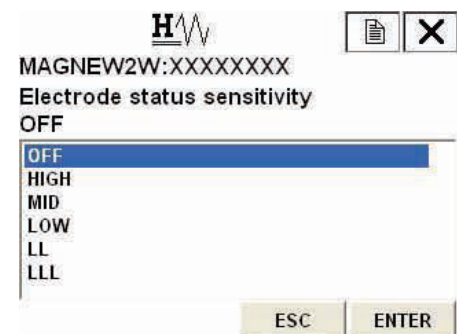 H
MAGNEW2W:XXXXXXXX
Electrode status sensitivity
OFF
OFF
HIGH
MID
LOW
LL
LLL
ESC ENTER